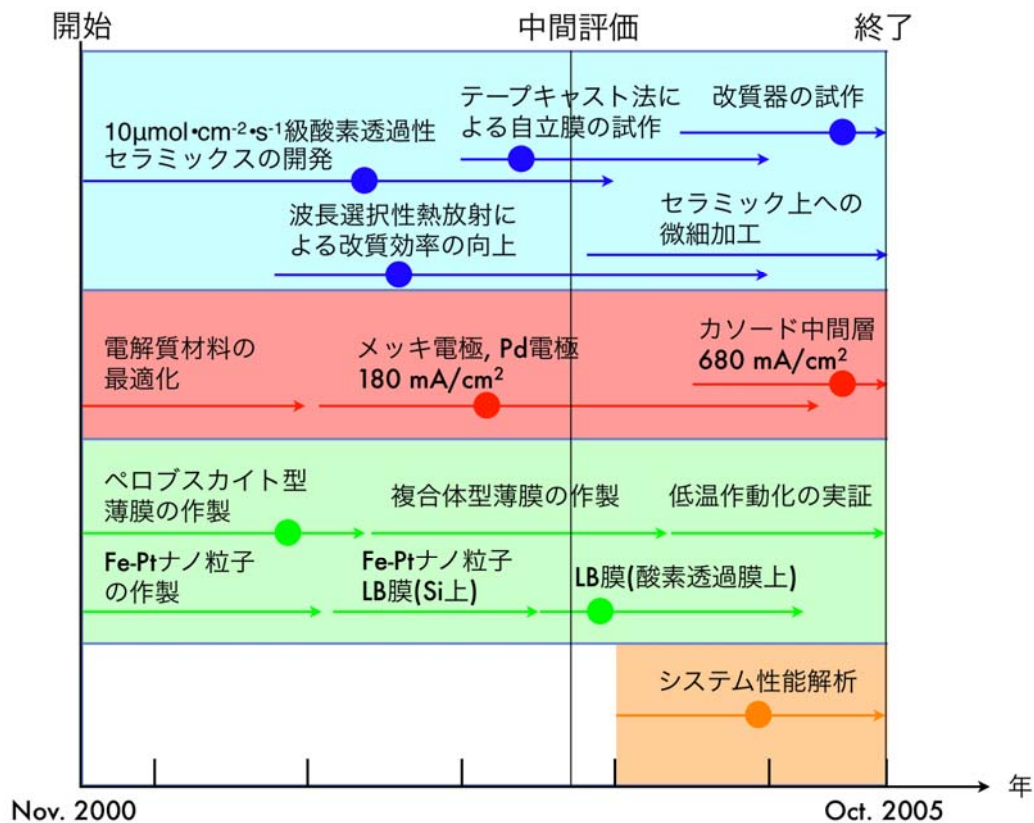 開始
中間評価
終了
10μmol•cm-2•s-1級酸素透過性
セラミックスの開発
テープキャスト法に
よる自立膜の試作
改質器の試作
波長選択性熱放射に
よる改質効率の向上
セラミック上への
微細加工
電解質材料の
最適化
メッキ電極, Pd電極
180 mA/cm2
カソード中間層
680 mA/cm2
ペロブスカイト型
薄膜の作製
複合体型薄膜の作製
低温作動化の実証
Fe-Ptナノ粒子
の作製
Fe-Ptナノ粒子
LB膜(Si上)
LB膜(酸素透過膜上)
システム性能解析
年
Nov. 2000
Oct. 2005